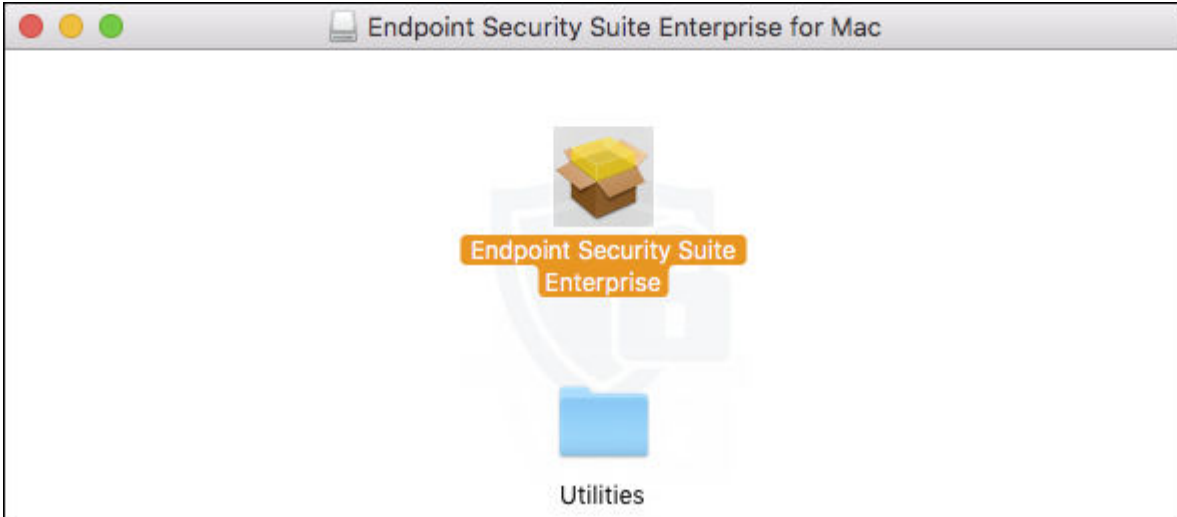 Endpoint Security Suite Enterprise for Mac
Endpoint Security Suite
Enterprise
Utilities